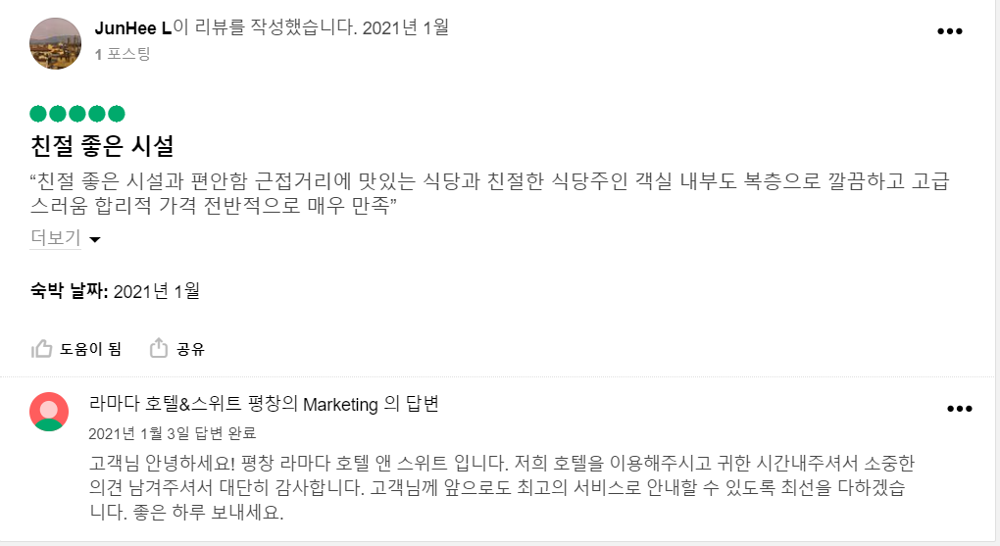 JunHee L이 리뷰를 작성했습니다. 2021년 1월
1 포스팅
친절 좋은 시설
“친절 좋은 시설과 편안함 근접거리에 맛있는 식당과 친절한 식당주인 객실 내부도 복층으로 깔끔하고 고급
스러움 합리적 가격 전반적으로 매우 만족”
더보기
숙박 날짜: 2021년 1월
도움이 됨 공유
라마다 호텔&스위트 평창의 Marketing 의 답변
2021년 1월 3일 답변 완료
고객님 안녕하세요! 평창 라마다 호텔 앤 스위트 입니다. 저희 호텔을 이용해주시고 귀한 시간내주셔서 소중한
의견 남겨주셔서 대단히 감사합니다. 고객님께 앞으로도 최고의 서비스로 안내할 수 있도록 최선을 다하겠습
니다. 좋은 하루 보내세요.